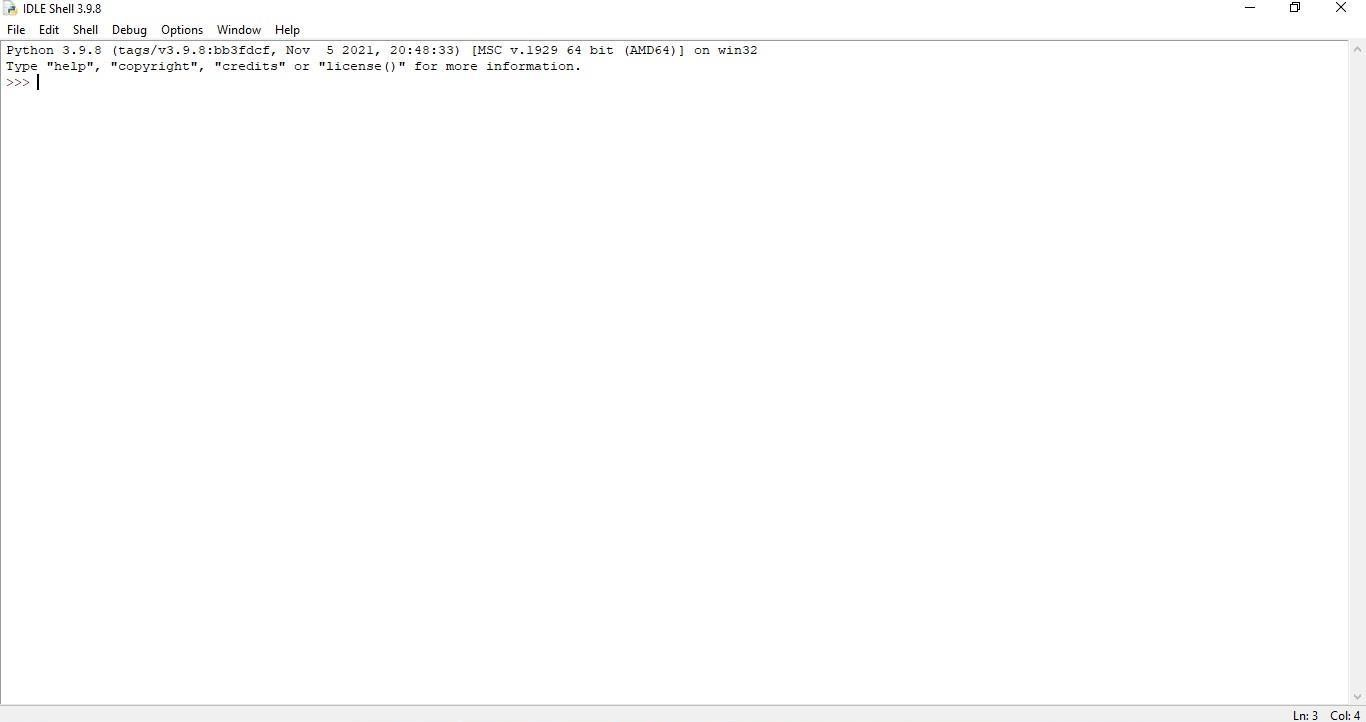 IDLE Shell 3.9.8
File Edit Shell Debug Options Window Help
Python 3.9.8 (tags/v3.9.8:bb3fdcf, Nov  5 2021, 20:48:33) [MSC v.1929 64 bit (AMD64)] on win32
Type "help", "copyright", "credits" or "license()" for more information.
>>>
Ln: 3 Col: 4